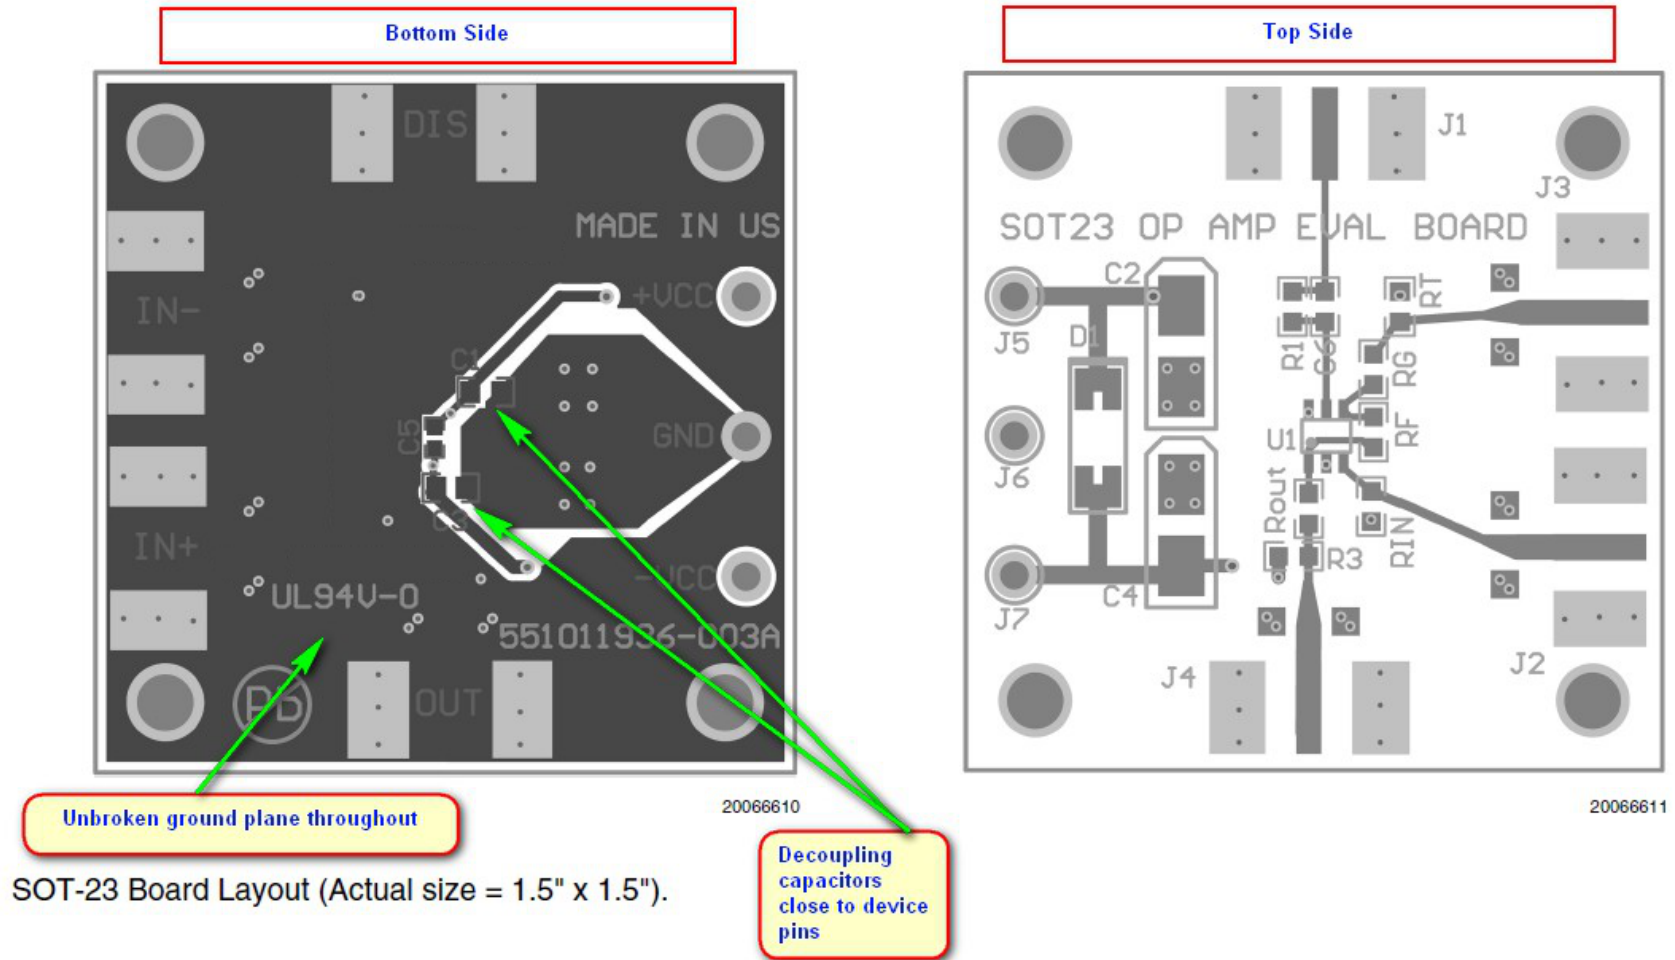 Bottom Side
Top Side
DIS
MADE IN US
IN-
+VCC
C1
C5
GND
C3
IN+
-VCC
UL94V-0
551011936-003A
Pb
OUT
J1
J3
SOT23 OP AMP EVAL BOARD
C2
RT
J5
D1
R1
C6
RG
U1
RF
J6
Rout
RIN
R3
C4
J7
J4
J2
20066610
20066611
Unbroken ground plane throughout
Decoupling
capacitors
close to device
pins
SOT-23 Board Layout (Actual size = 1.5" x 1.5").